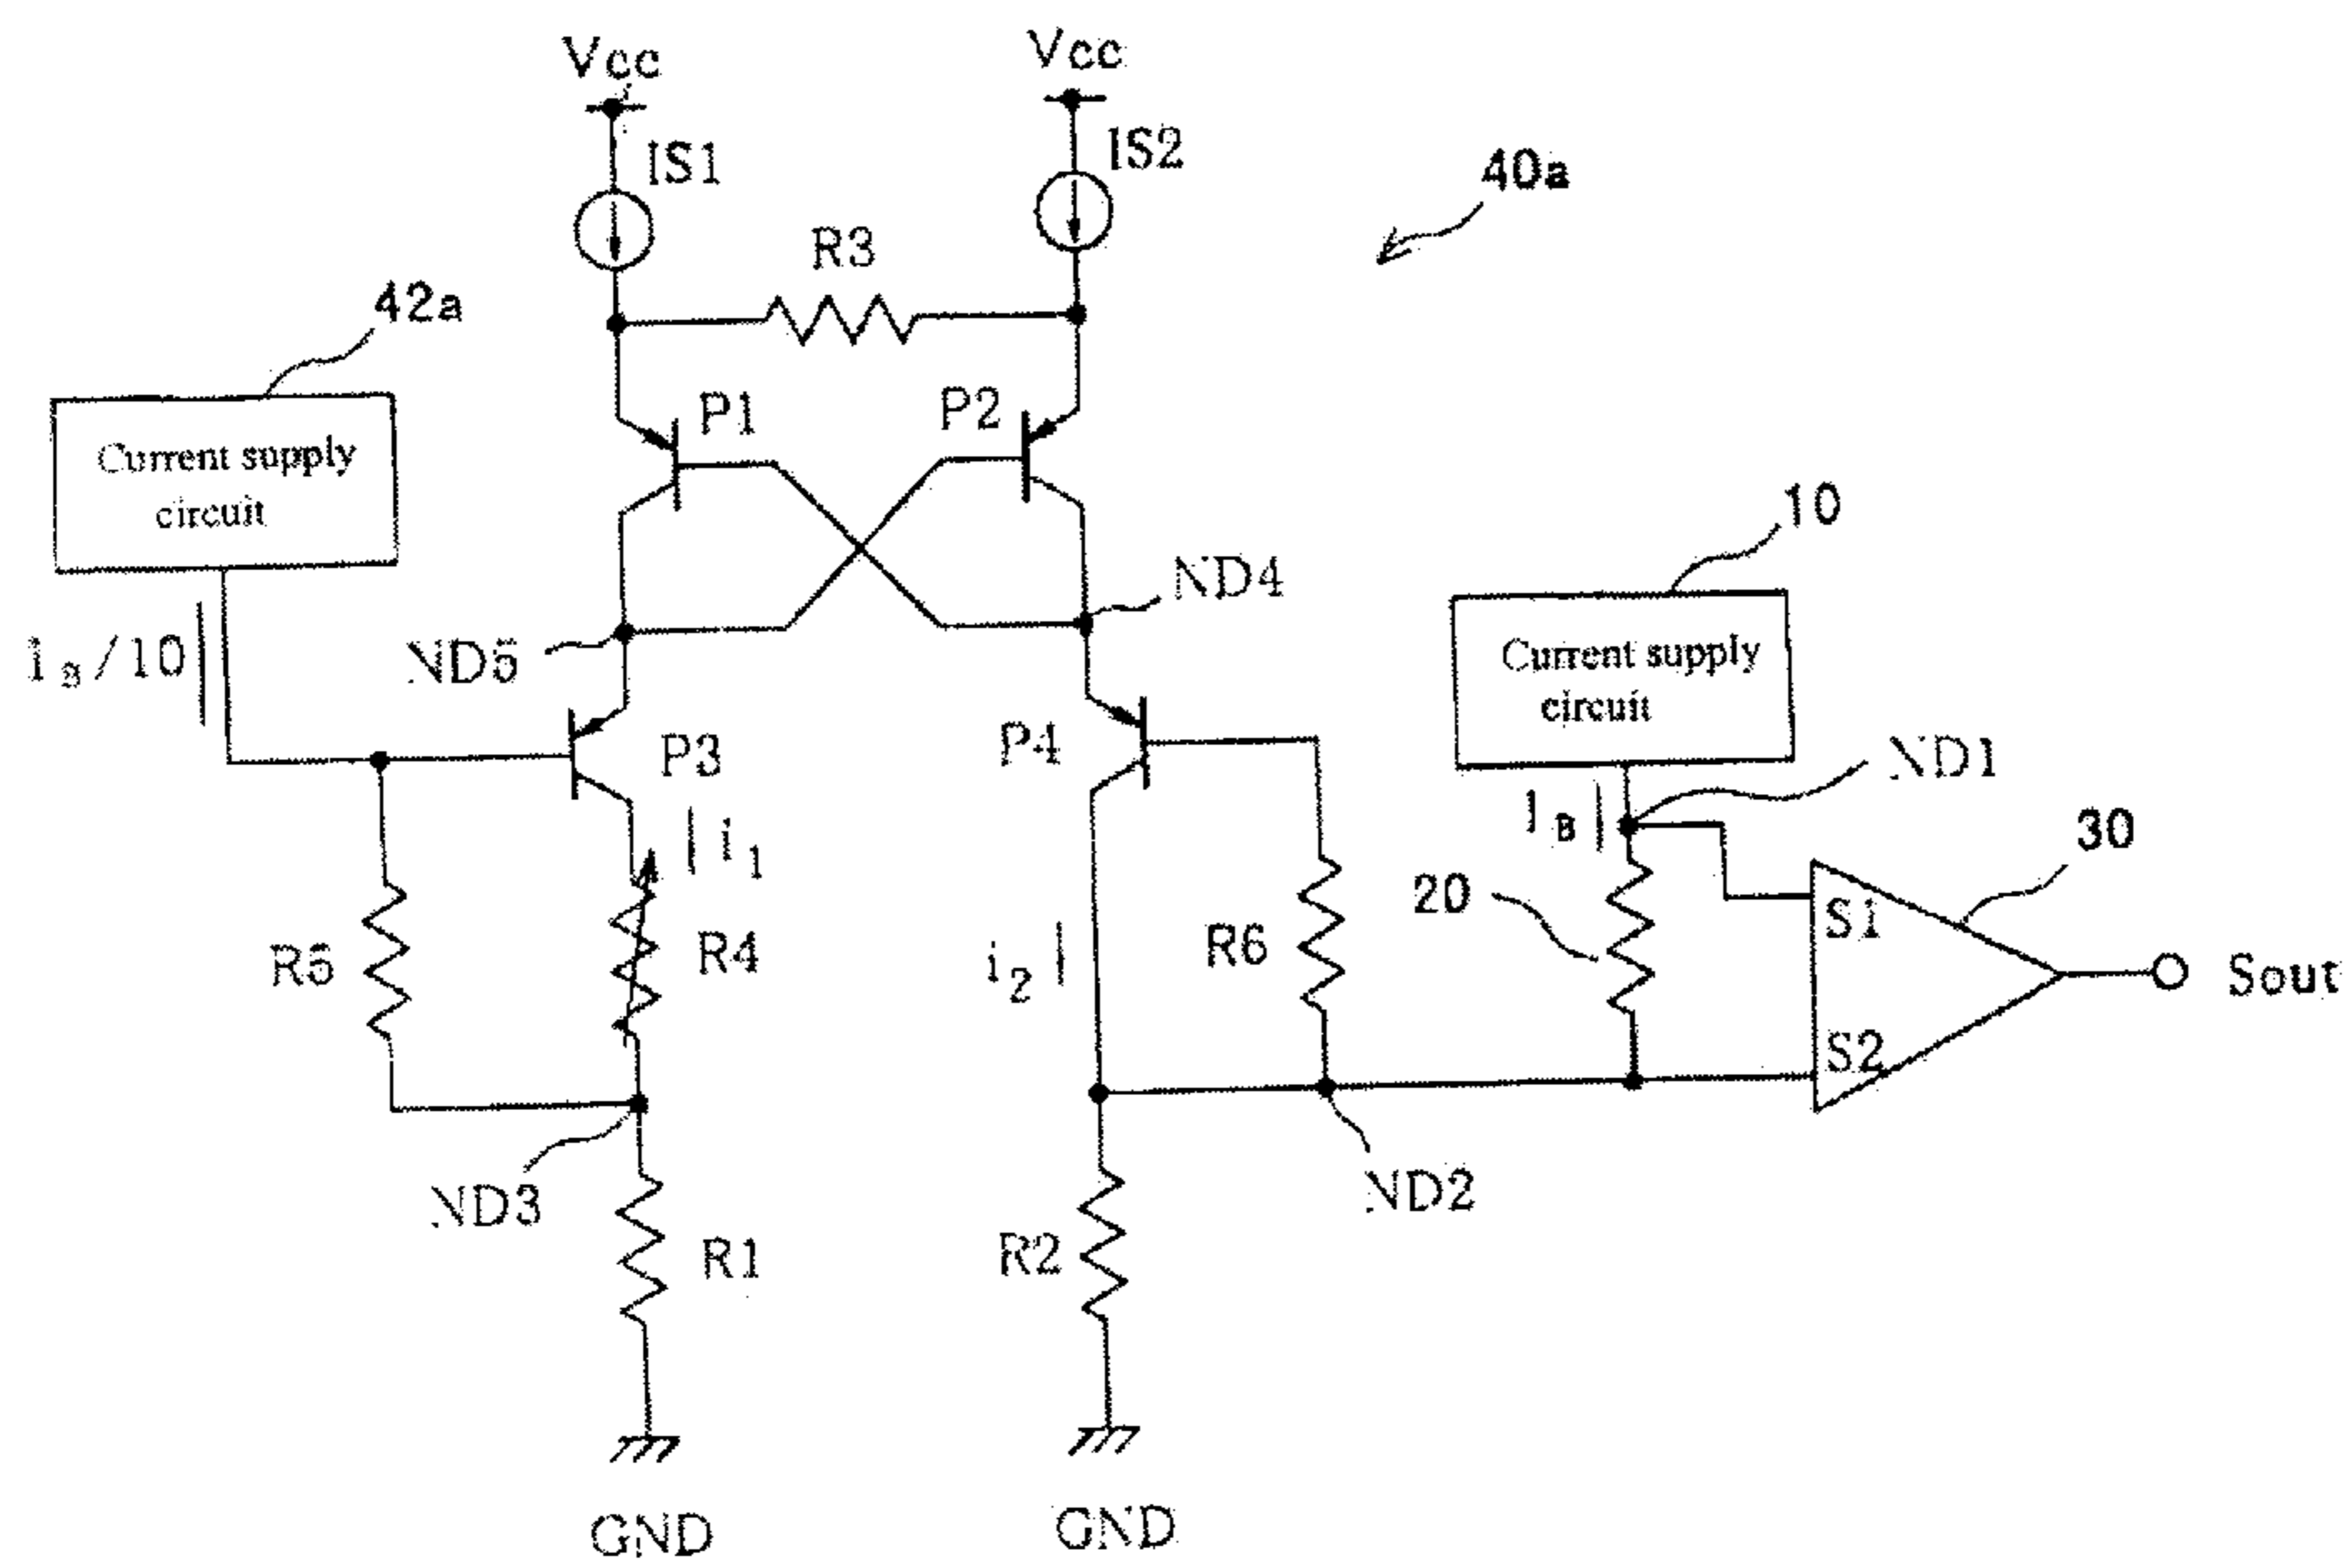 Vcc
Vcc
IS1
IS2
40a
R3
42a
P1
P2
Current supply
circuit
10
ND4
ND5
I_B/10
Current supply
circuit
P3
P4
ND1
i_1
I_B
30
20
S1
R5
R4
i_2
R6
Sout
S2
ND3
ND2
R1
R2
GND
GND